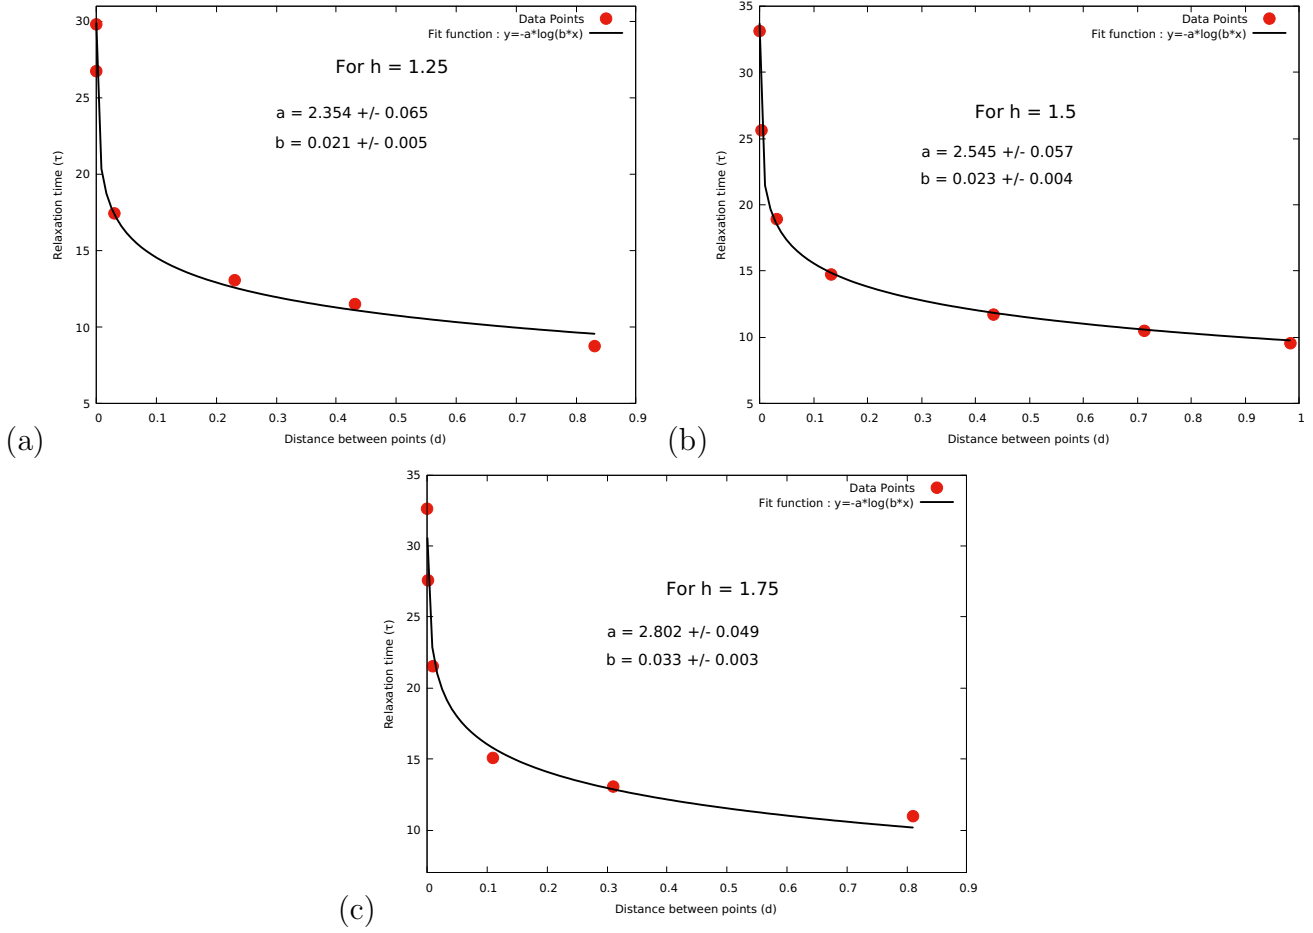 Data Points
Fit function : y=-a*log(b*x)
For h = 1.25
a = 2.354 +/- 0.065
b = 0.021 +/- 0.005
Relaxation time (τ)
30
25
20
15
10
5
0 0.1 0.2 0.3 0.4 0.5 0.6 0.7 0.8 0.9
Distance between points (d)
(a)
Data Points
Fit function : y=-a*log(b*x)
For h = 1.5
a = 2.545 +/- 0.057
b = 0.023 +/- 0.004
Relaxation time (τ)
35
30
25
20
15
10
5
0 0.1 0.2 0.3 0.4 0.5 0.6 0.7 0.8 0.9 1
Distance between points (d)
(b)
Data Points
Fit function : y=-a*log(b*x)
For h = 1.75
a = 2.802 +/- 0.049
b = 0.033 +/- 0.003
Relaxation time (τ)
35
30
25
20
15
10
0 0.1 0.2 0.3 0.4 0.5 0.6 0.7 0.8 0.9
Distance between points (d)
(c)